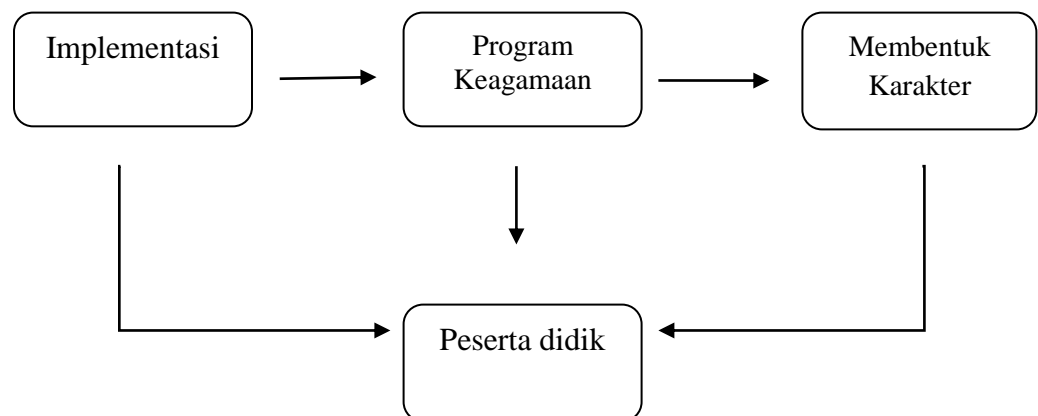 Implementasi
Program
Keagamaan
Membentuk
Karakter
Peserta didik